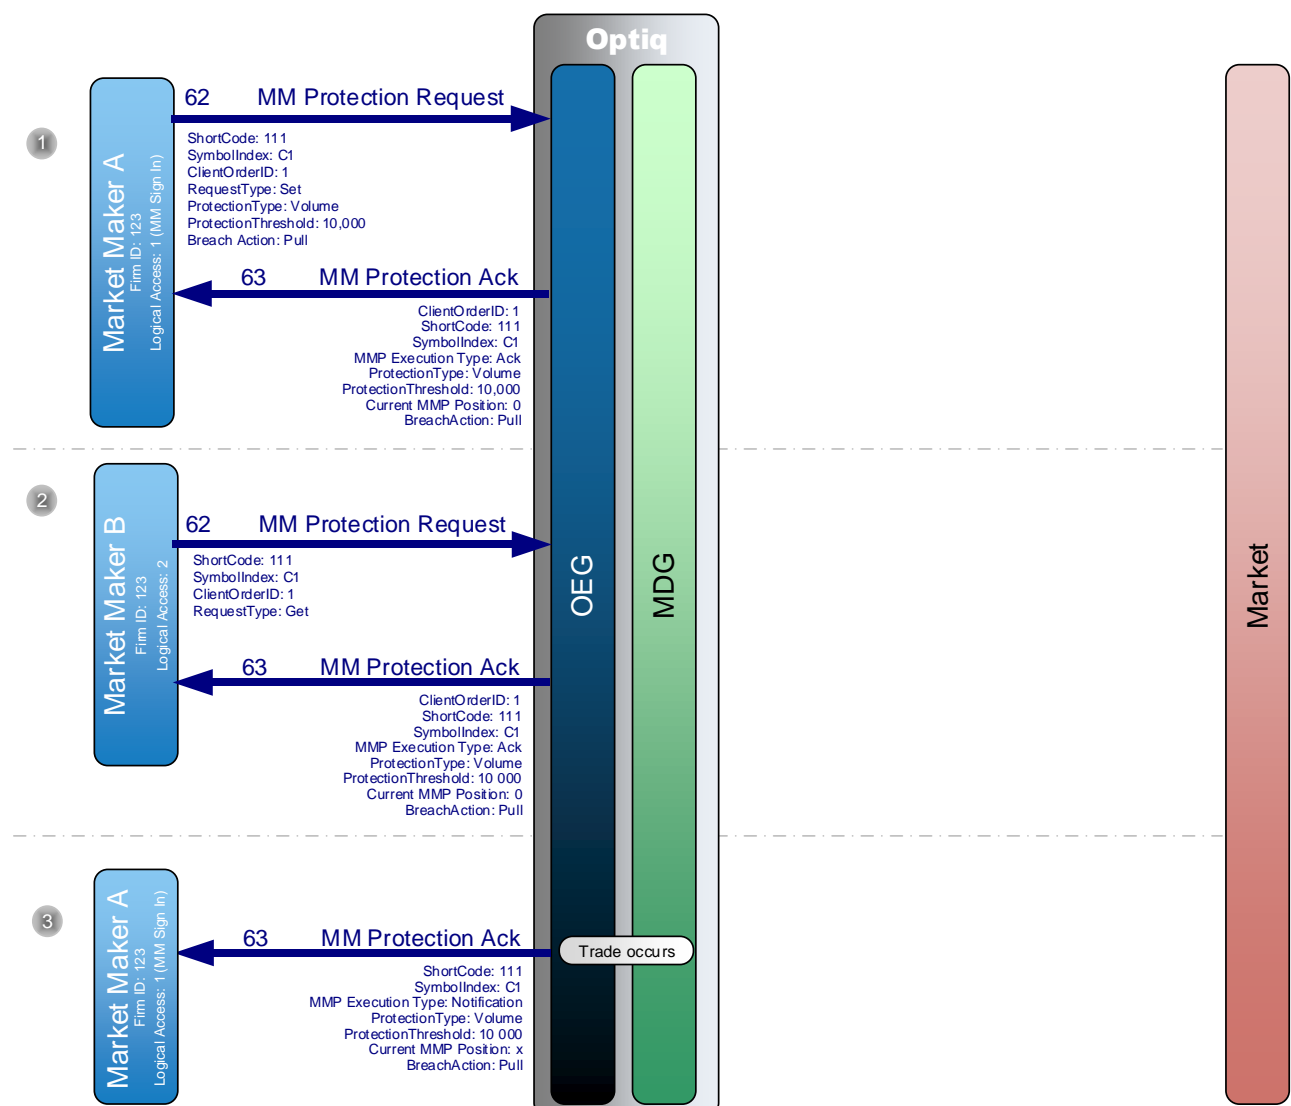 Optiq
OEG
MDG
Market
1
Market Maker A
Firm ID: 123
Logical Access: 1 (MM Sign In)
62 MM Protection Request
ShortCode: 111
SymbolIndex: C1
ClientOrderID: 1
RequestType: Set
ProtectionType: Volume
ProtectionThreshold: 10,000
Breach Action: Pull
63 MM Protection Ack
ClientOrderID: 1
ShortCode: 111
SymbolIndex: C1
MMP Execution Type: Ack
ProtectionType: Volume
ProtectionThreshold: 10,000
Current MMP Position: 0
BreachAction: Pull
2
Market Maker B
Firm ID: 123
Logical Access: 2
62 MM Protection Request
ShortCode: 111
SymbolIndex: C1
ClientOrderID: 1
RequestType: Get
63 MM Protection Ack
ClientOrderID: 1
ShortCode: 111
SymbolIndex: C1
MMP Execution Type: Ack
ProtectionType: Volume
ProtectionThreshold: 10 000
Current MMP Position: 0
BreachAction: Pull
3
Market Maker A
Firm ID: 123
Logical Access: 1 (MM Sign In)
63 MM Protection Ack
Trade occurs
ShortCode: 111
SymbolIndex: C1
MMP Execution Type: Notification
ProtectionType: Volume
ProtectionThreshold: 10 000
Current MMP Position: x
BreachAction: Pull